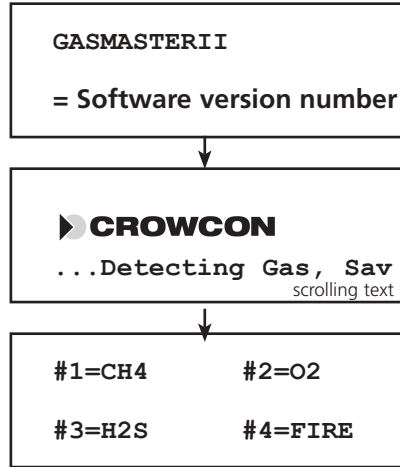 GASMASTERII
= Software version number
CROWCON
...Detecting Gas, Sav
scrolling text
#1=CH4 #2=O2
#3=H2S #4=FIRE